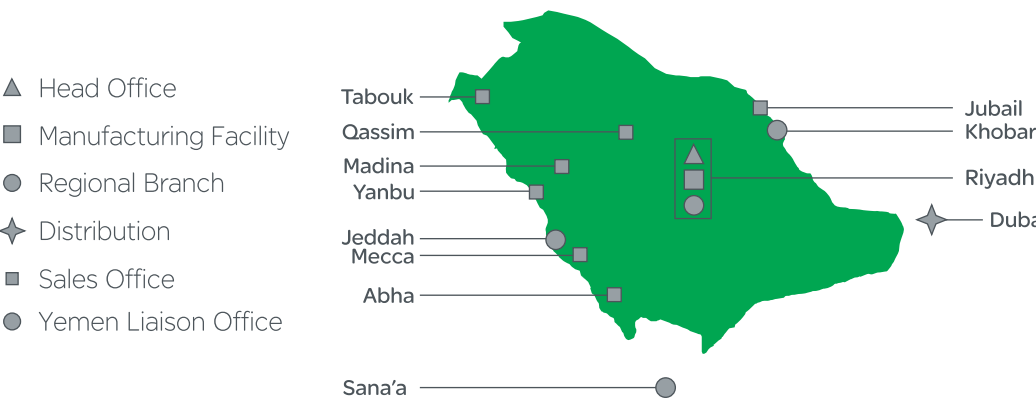 Head Office
Manufacturing Facility
Regional Branch
Distribution
Sales Office
Yemen Liaison Office
Tabouk
Qassim
Madina
Yanbu
Jeddah
Mecca
Abha
Sana’a
Jubail
Khobar
Riyadh
Duba